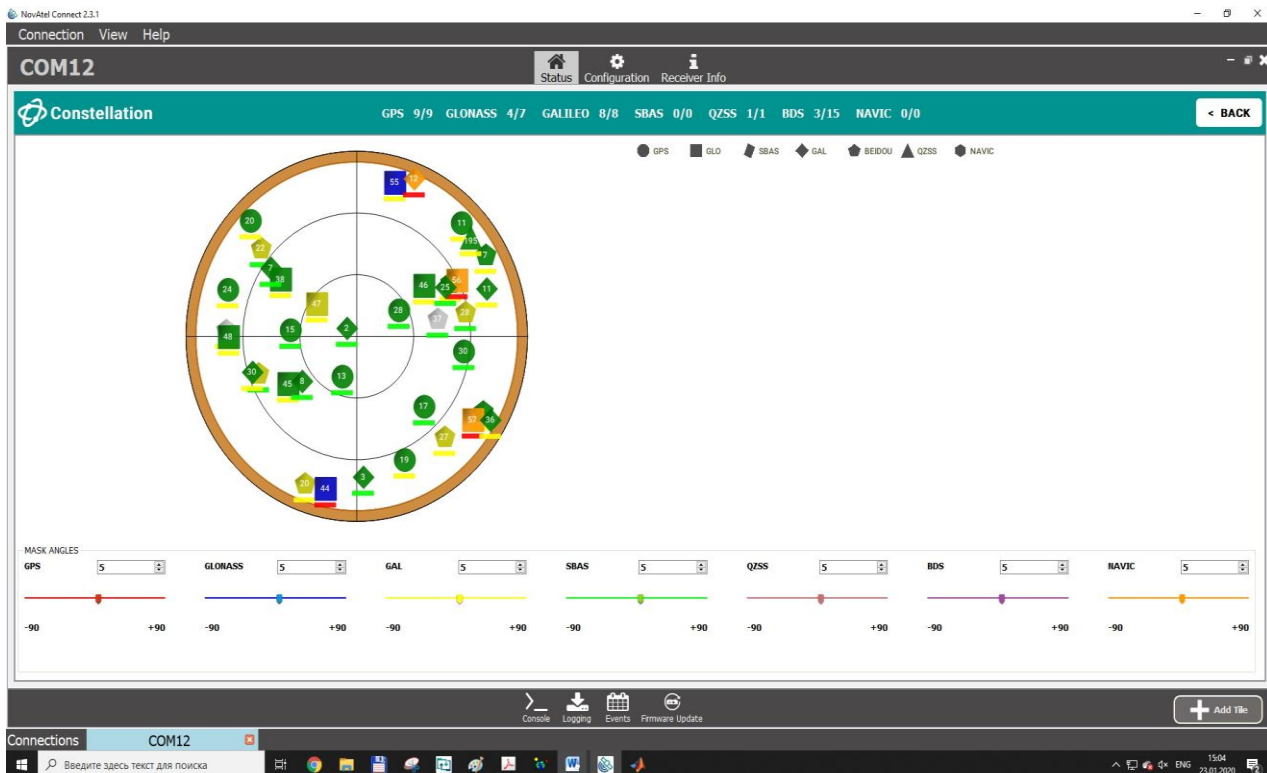 NovAtel Connect 2.3.1
Connection View Help
COM12
Status Configuration Receiver Info
Constellation GPS 9/9 GLONASS 4/7 GALILEO 8/8 SBAS 0/0 QZSS 1/1 BDS 3/15 NAVIC 0/0 < BACK
GPS GLO SBAS GAL BEIDOU QZSS NAVIC
55 12
20 11
195
22 7
7
38 46 25 56 11
24
47
28 37 28
15 2
48
30
30 13
45 8
17
57 36
27
19
3
20 44
MASK ANGLES
GPS 5 GLONASS 5 GAL 5 SBAS 5 QZSS 5 BDS 5 NAVIC 5
-90 +90 -90 +90 -90 +90 -90 +90 -90 +90 -90 +90 -90 +90
Console Logging Events Firmware Update
Add Tile
Connections COM12
Введите здесь текст для поиска
ENG 15:04
23.01.2020